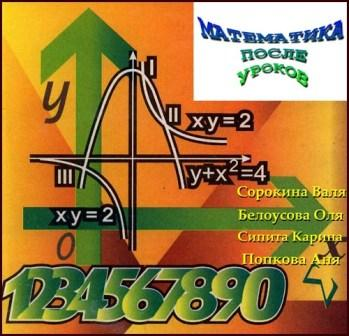 МАТЕМАТИКА
ПОСЛЕ
УРОКОВ
y
I
II
xy=2
III
y+x²=4
xy=2
0
Сорокина Валя
Белоусова Оля
Сипита Карина
Попкова Аня
1234567890